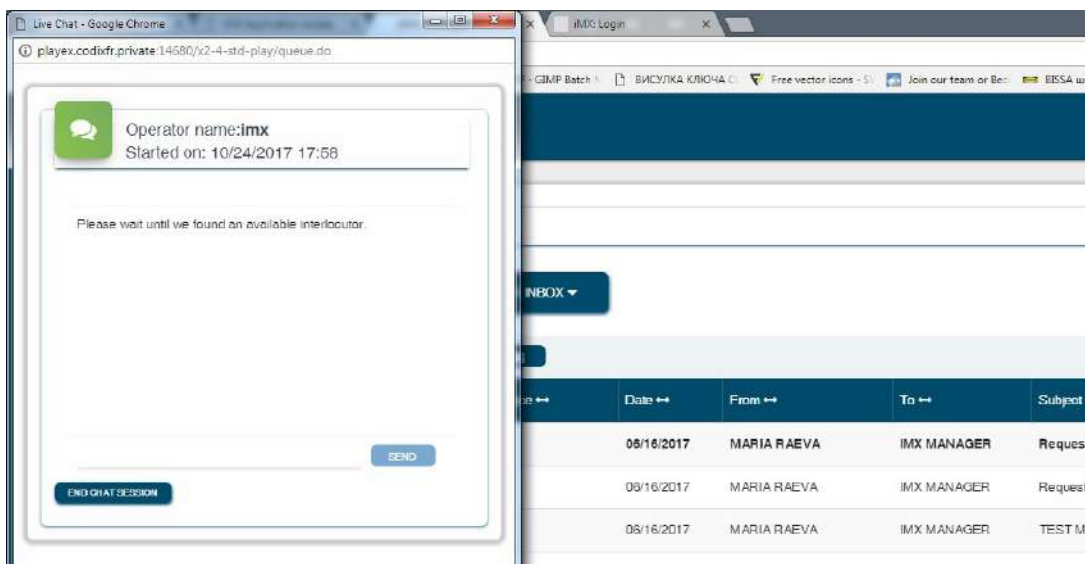 Live Chat - Google Chrome
iMX: Login
playex.codixfr.private:14680/x2-4-std-play/queue.do
- GIMP Batch
ВИСУЛКА КЛЮЧА С
Free vector icons - S
Join our team or Bec
EISSA ш
Operator name:imx
Started on: 10/24/2017 17:58
Please wait until we found an available interlocutor.
INBOX
Date
From
To
Subject
06/16/2017 MARIA RAEVA IMX MANAGER Reques
SEND
END CHAT SESSION
06/16/2017 MARIA RAEVA IMX MANAGER Request
06/16/2017 MARIA RAEVA IMX MANAGER TEST M